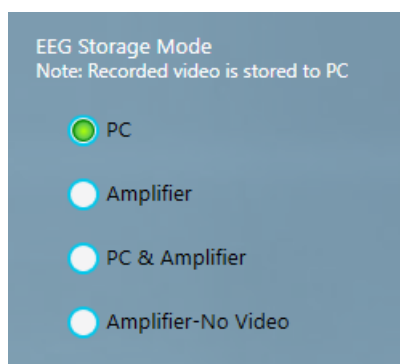 EEG Storage Mode
Note: Recorded video is stored to PC
PC
Amplifier
PC & Amplifier
Amplifier-No Video